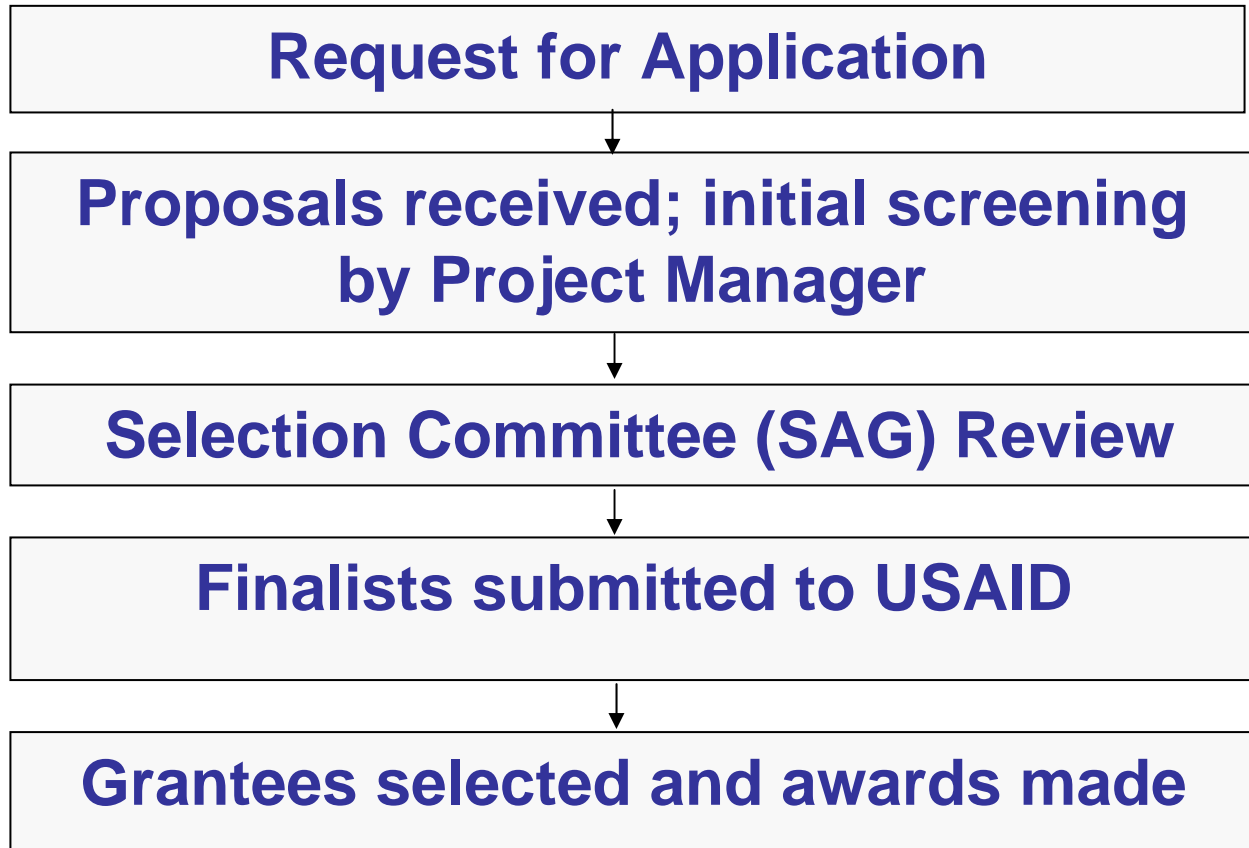 Request for Application
Proposals received; initial screening
by Project Manager
Selection Committee (SAG) Review
Finalists submitted to USAID
Grantees selected and awards made